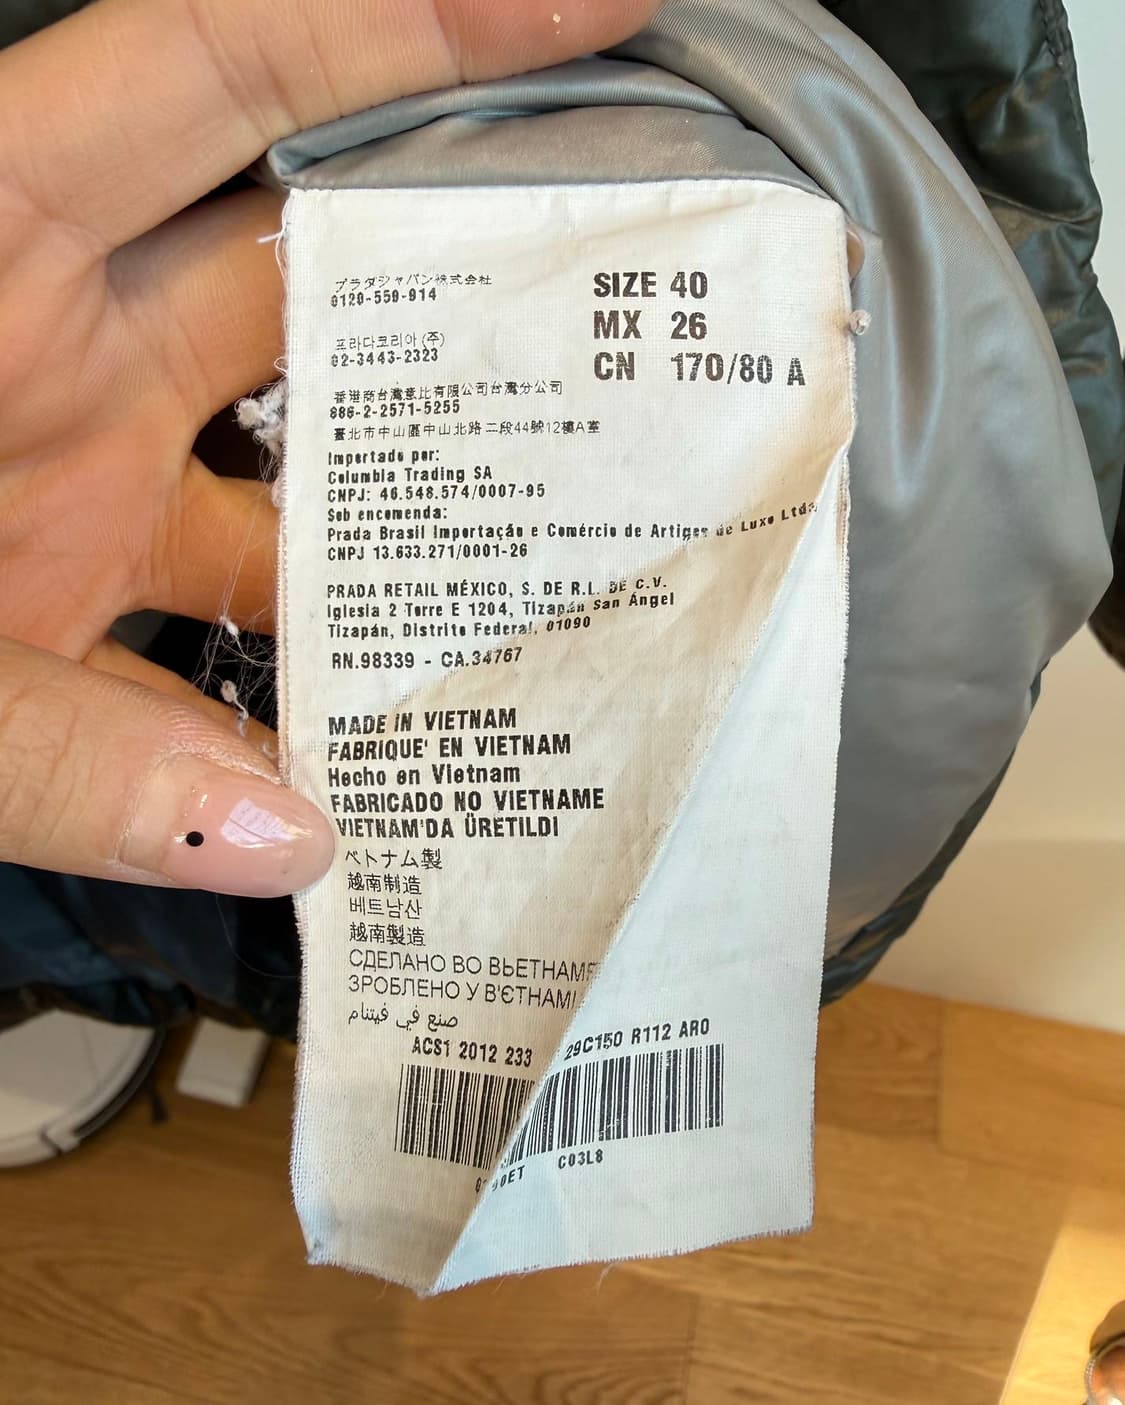 プラダジャパン株式会社
0120-559-914
프라다코리아(주)
02-3443-2323
香港商台灣意比有限公司台灣分公司
886-2-2571-5255
臺北市中山區中山北路二段44號12樓A室
Importado por:
Columbia Trading SA
CNPJ: 46.548.574/0007-95
Sob encomenda:
Prada Brasil Importação e Comércio de Artigos de Luxo Ltda
CNPJ 13.633.271/0001-26
PRADA RETAIL MÉXICO, S. DE R.L. DE C.V.
Iglesia 2 Torre E 1204, Tizapán San Ángel
Tizapán, Distrito Federal, 01090
RN.98339 - CA.34767
SIZE 40
MX 26
CN 170/80 A
MADE IN VIETNAM
FABRIQUE' EN VIETNAM
Hecho en Vietnam
FABRICADO NO VIETNAME
VIETNAM'DA ÜRETILDI
ベトナム製
越南制造
베트남산
越南製造
СДЕЛАНО ВО ВЬЕТНАМЕ
ЗРОБЛЕНО У В'ЄТНАМІ
صنع في فيتنام
ACS1 2012 233 29C150 R112 ARO
C03L8